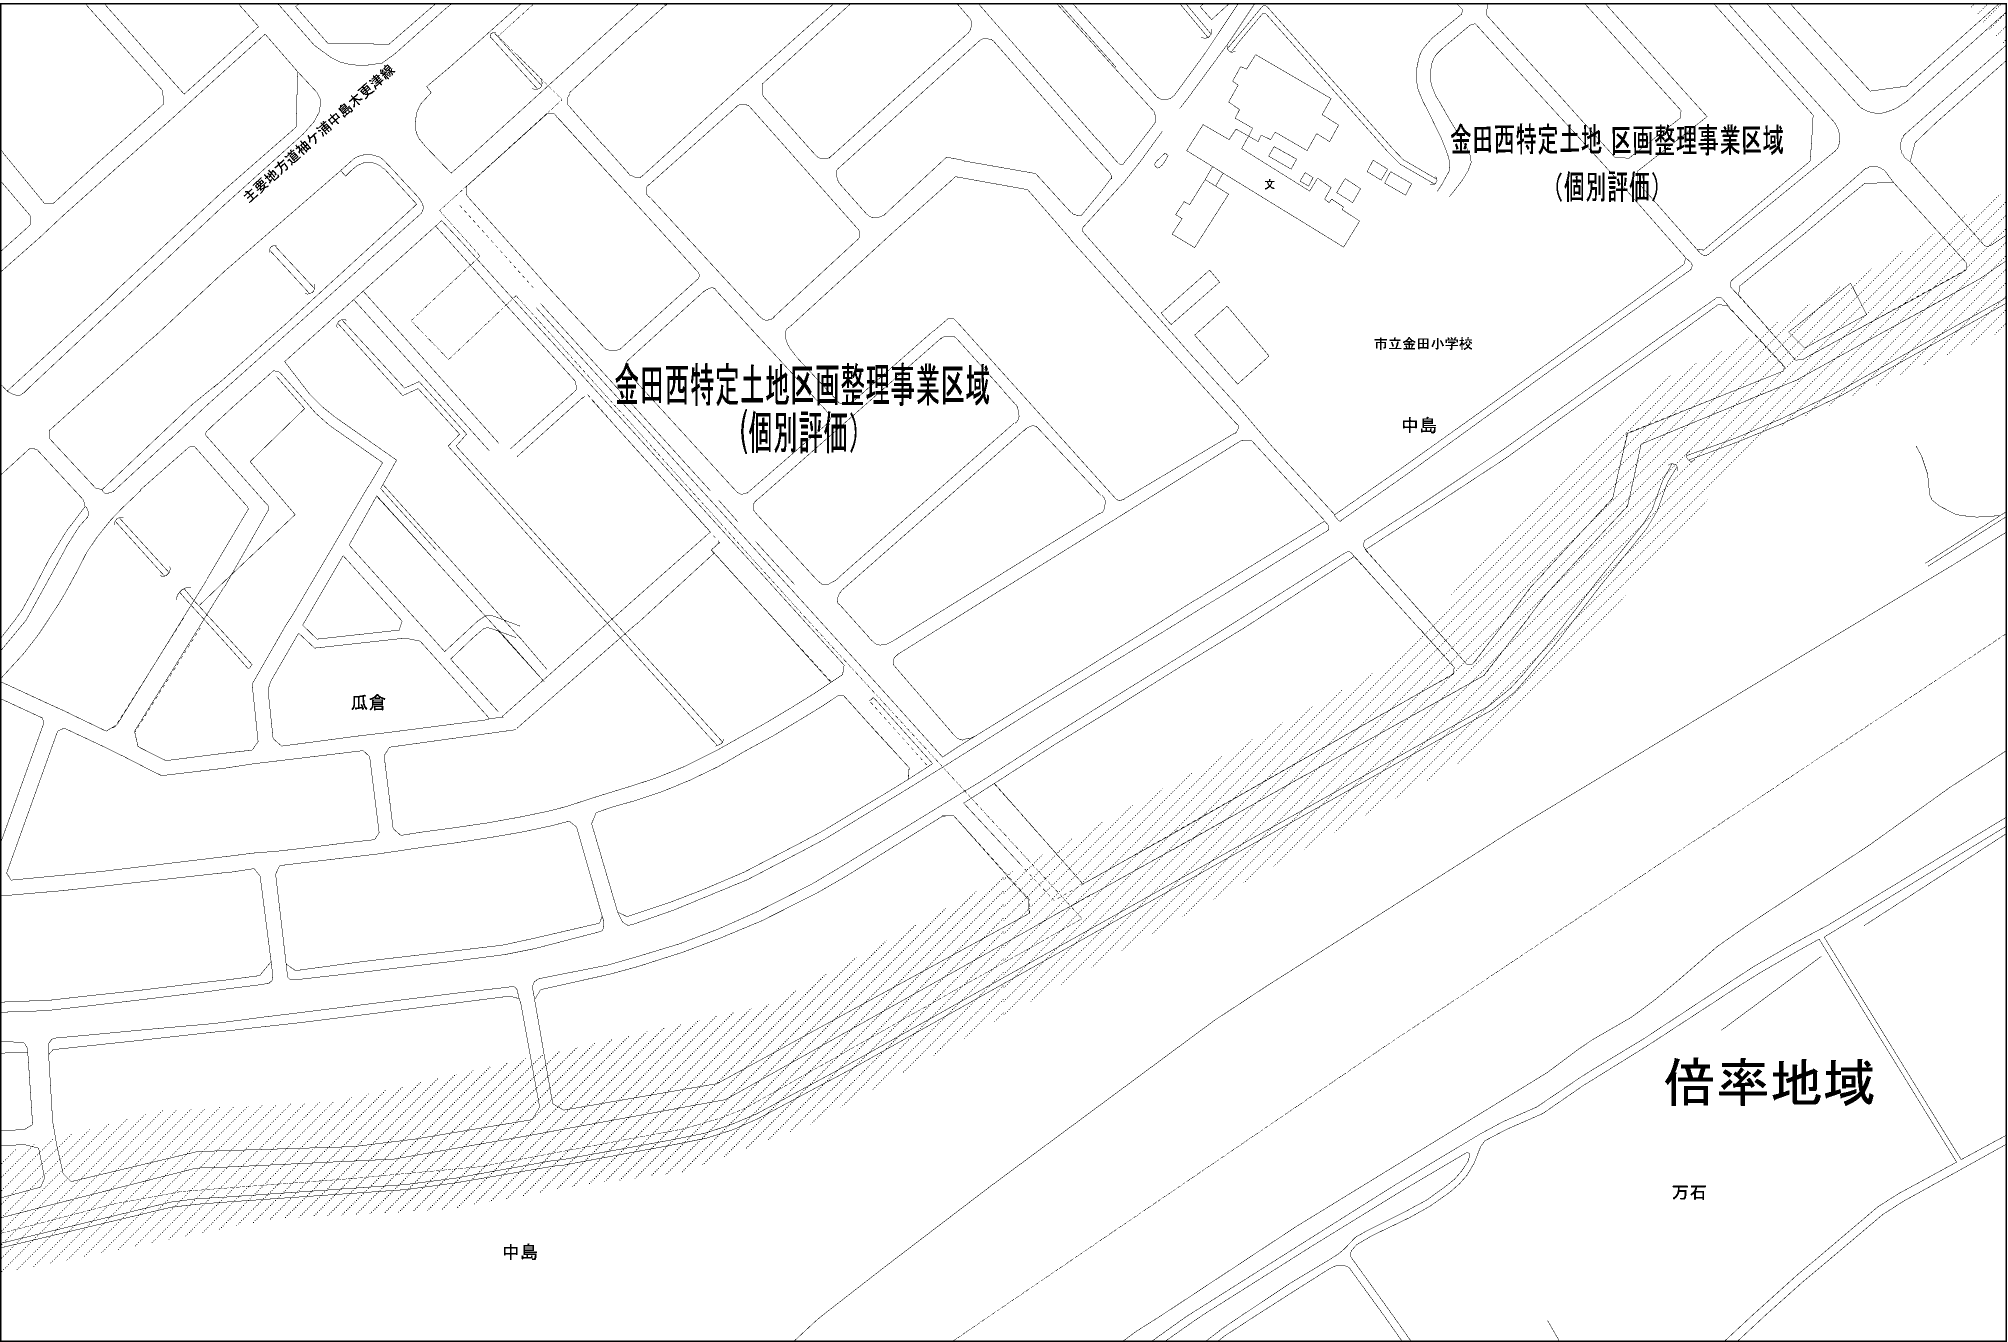 主要地方道袖ケ浦中島木更津線
金田西特定土地 区画整理事業区域
(個別評価)
文
市立金田小学校
金田西特定土地区画整理事業区域
(個別評価)
中島
瓜倉
倍率地域
万石
中島